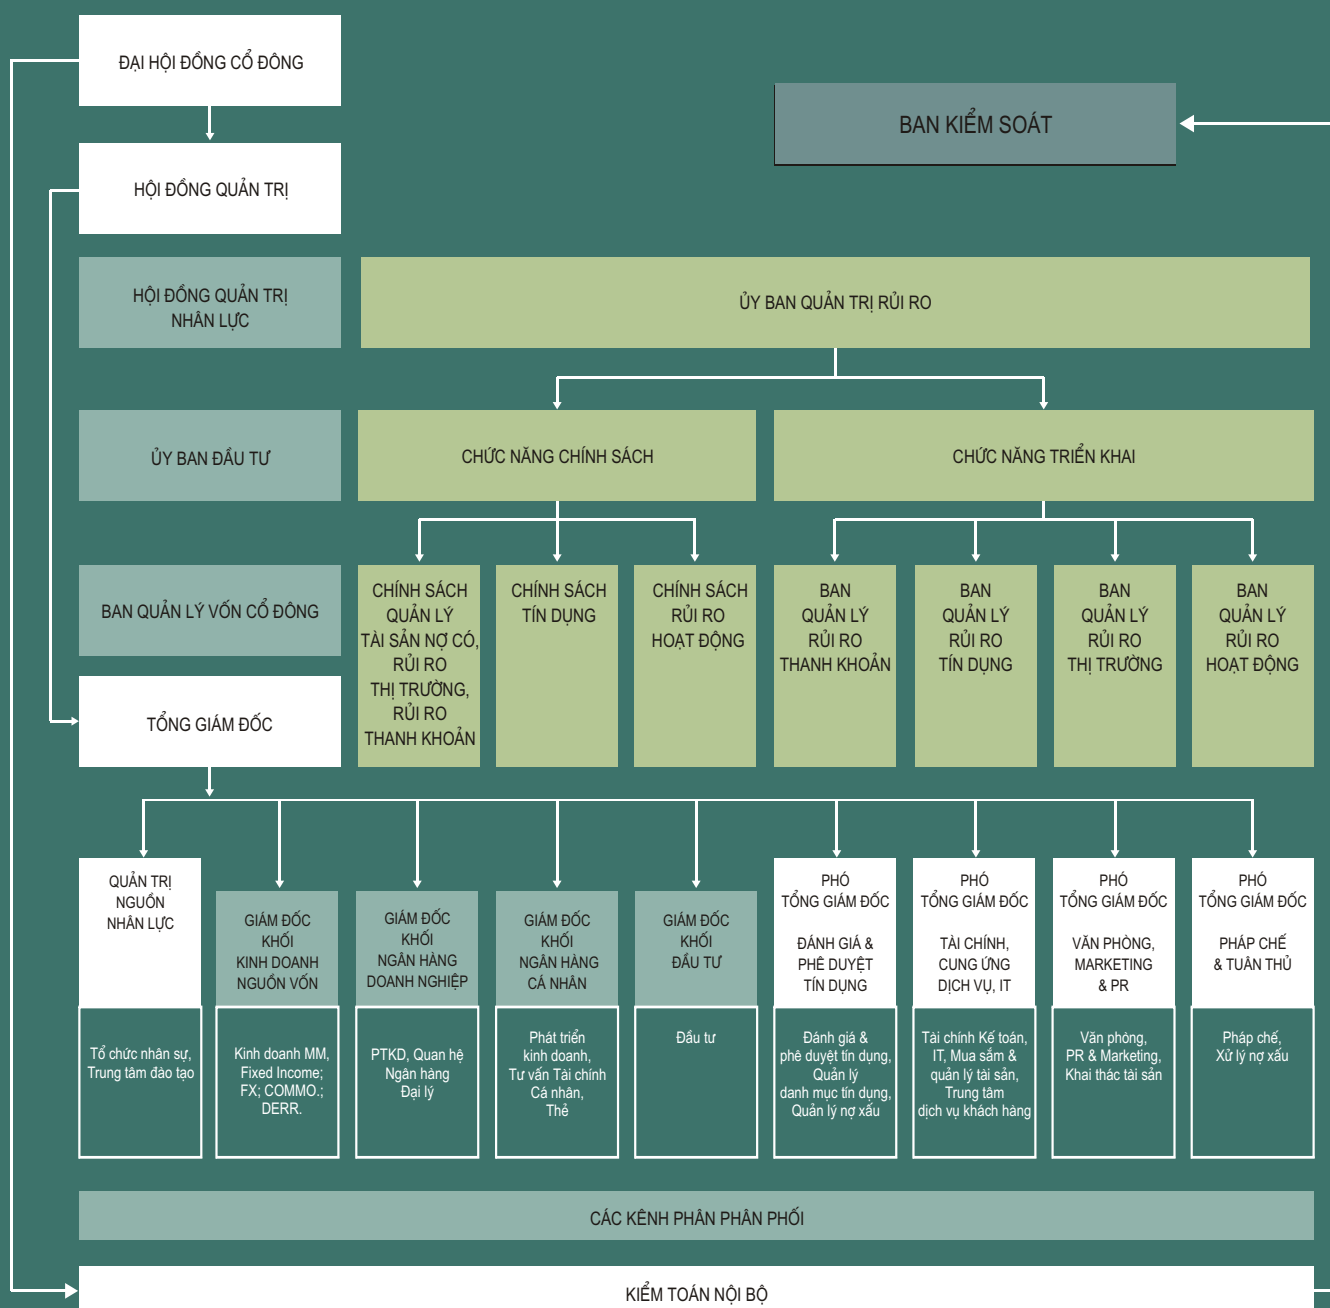 ĐẠI HỘI ĐỒNG CỔ ĐÔNG
BAN KIỂM SOÁT
HỘI ĐỒNG QUẢN TRỊ
HỘI ĐỒNG QUẢN TRỊ
NHÂN LỰC
ỦY BAN QUẢN TRỊ RỦI RO
ỦY BAN ĐẦU TƯ
CHỨC NĂNG CHÍNH SÁCH
CHỨC NĂNG TRIỂN KHAI
BAN QUẢN LÝ VỐN CỔ ĐÔNG
CHÍNH SÁCH
QUẢN LÝ
TÀI SẢN NỢ CÓ,
RỦI RO
THỊ TRƯỜNG,
RỦI RO
THANH KHOẢN
CHÍNH SÁCH
TÍN DỤNG
CHÍNH SÁCH
RỦI RO
HOẠT ĐỘNG
BAN
QUẢN LÝ
RỦI RO
THANH KHOẢN
BAN
QUẢN LÝ
RỦI RO
TÍN DỤNG
BAN
QUẢN LÝ
RỦI RO
THỊ TRƯỜNG
BAN
QUẢN LÝ
RỦI RO
HOẠT ĐỘNG
TỔNG GIÁM ĐỐC
QUẢN TRỊ
NGUỒN
NHÂN LỰC
GIÁM ĐỐC
KHỐI
KINH DOANH
NGUỒN VỐN
GIÁM ĐỐC
KHỐI
NGÂN HÀNG
DOANH NGHIỆP
GIÁM ĐỐC
KHỐI
NGÂN HÀNG
CÁ NHÂN
GIÁM ĐỐC
KHỐI
ĐẦU TƯ
PHÓ
TỔNG GIÁM ĐỐC
ĐÁNH GIÁ &
PHÊ DUYỆT
TÍN DỤNG
PHÓ
TỔNG GIÁM ĐỐC
TÀI CHÍNH,
CUNG ỨNG
DỊCH VỤ, IT
PHÓ
TỔNG GIÁM ĐỐC
VĂN PHÒNG,
MARKETING
& PR
PHÓ
TỔNG GIÁM ĐỐC
PHÁP CHẾ
& TUÂN THỦ
Tổ chức nhân sự,
Trung tâm đào tạo
Kinh doanh MM,
Fixed Income;
FX; COMMO.;
DERR.
PTKD, Quan hệ
Ngân hàng
Đại lý
Phát triển
kinh doanh,
Tư vấn Tài chính
Cá nhân,
Thẻ
Đầu tư
Đánh giá &
phê duyệt tín dụng,
Quản lý
danh mục tín dụng,
Quản lý nợ xấu
Tài chính Kế toán,
IT, Mua sắm &
quản lý tài sản,
Trung tâm
dịch vụ khách hàng
Văn phòng,
PR & Marketing,
Khai thác tài sản
Pháp chế,
Xử lý nợ xấu
CÁC KÊNH PHÂN PHÂN PHỐI
KIỂM TOÁN NỘI BỘ